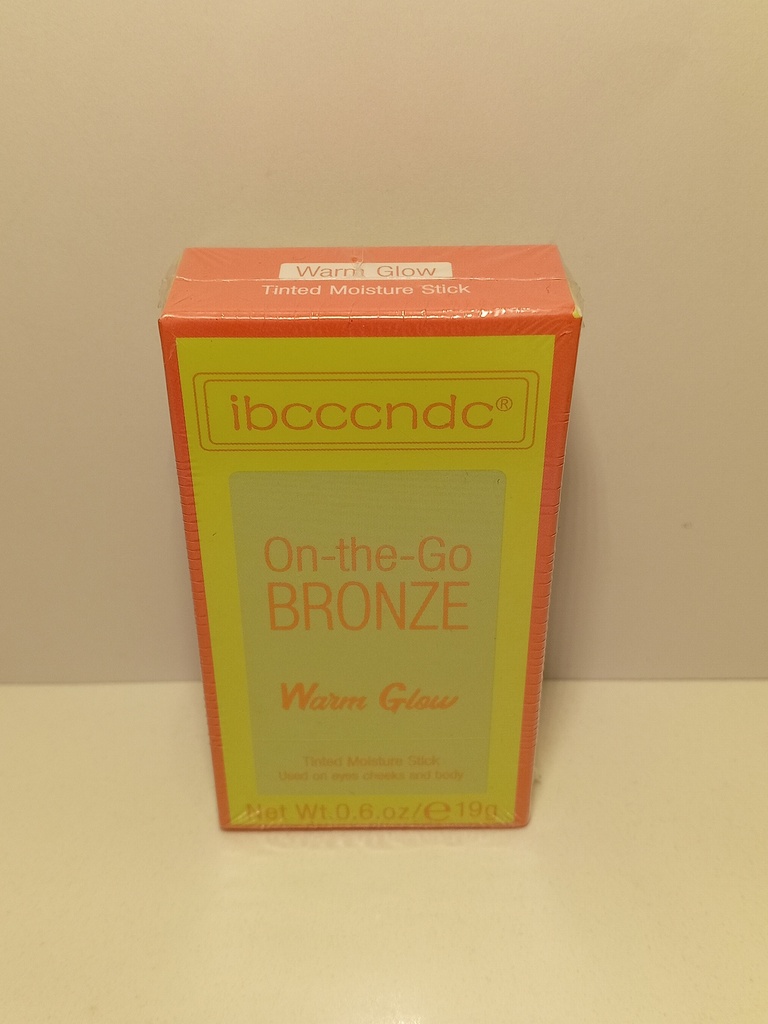 Warm Glow
Tinted Moisture Stick
ibcccndc®
On-the-Go
BRONZE
Warm Glow
Tinted Moisture Stick
Used on eyes cheeks and body
Net Wt.0.6.oz/℮19g